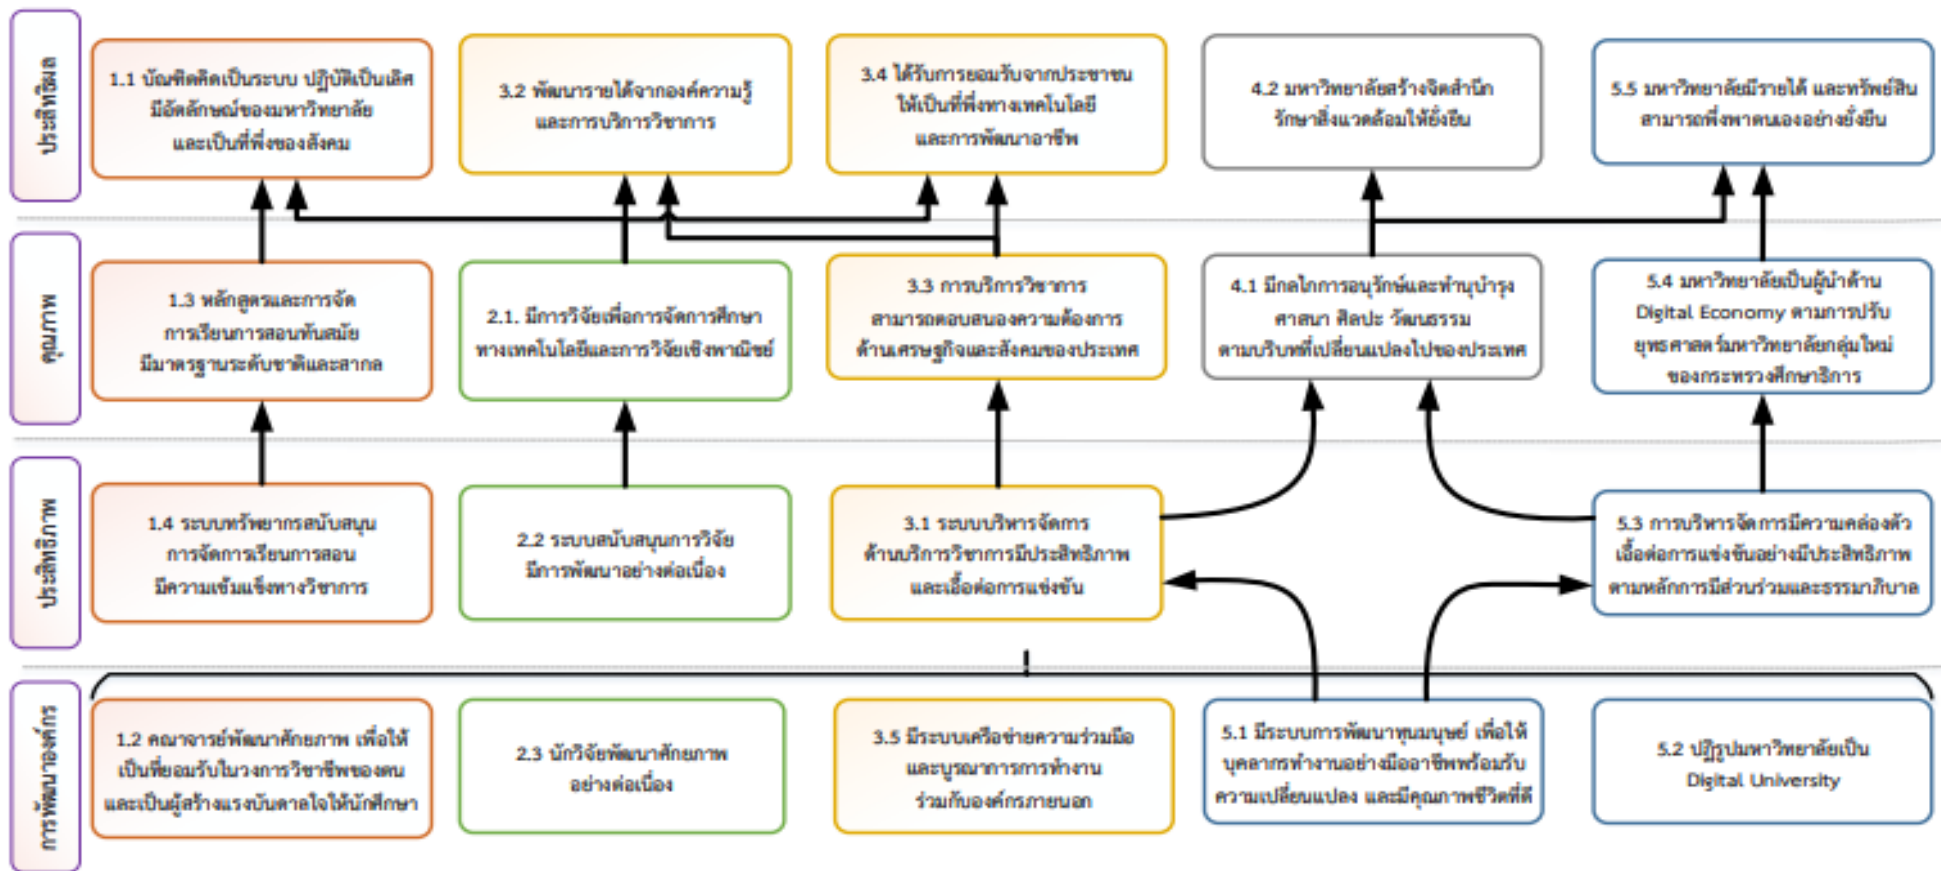 ประสิทธิผล
1.1 บัณฑิตคิดเป็นระบบ ปฏิบัติเป็นเลิศ
มีอัตลักษณ์ของมหาวิทยาลัย
และเป็นที่พึ่งของสังคม
3.2 พัฒนารายได้จากองค์ความรู้
และการบริการวิชาการ
3.4 ได้รับการยอมรับจากประชาชน
ให้เป็นที่พึ่งทางเทคโนโลยี
และการพัฒนาอาชีพ
4.2 มหาวิทยาลัยสร้างจิตสำนึก
รักษาสิ่งแวดล้อมให้ยั่งยืน
5.5 มหาวิทยาลัยมีรายได้ และทรัพย์สิน
สามารถพึ่งพาตนเองอย่างยั่งยืน
คุณภาพ
1.3 หลักสูตรและการจัด
การเรียนการสอนทันสมัย
มีมาตรฐานระดับชาติและสากล
2.1. มีการวิจัยเพื่อการจัดการศึกษา
ทางเทคโนโลยีและการวิจัยเชิงพาณิชย์
3.3 การบริการวิชาการ
สามารถตอบสนองความต้องการ
ด้านเศรษฐกิจและสังคมของประเทศ
4.1 มีกลไกการอนุรักษ์และทำนุบำรุง
ศาสนา ศิลปะ วัฒนธรรม
ตามบริบทที่เปลี่ยนแปลงไปของประเทศ
5.4 มหาวิทยาลัยเป็นผู้นำด้าน
Digital Economy ตามการปรับ
ยุทธศาสตร์มหาวิทยาลัยกลุ่มใหม่
ของกระทรวงศึกษาธิการ
ประสิทธิภาพ
1.4 ระบบทรัพยากรสนับสนุน
การจัดการเรียนการสอน
มีความเข้มแข็งทางวิชาการ
2.2 ระบบสนับสนุนการวิจัย
มีการพัฒนาอย่างต่อเนื่อง
3.1 ระบบบริหารจัดการ
ด้านบริการวิชาการมีประสิทธิภาพ
และเอื้อต่อการแข่งขัน
5.3 การบริหารจัดการมีความคล่องตัว
เอื้อต่อการแข่งขันอย่างมีประสิทธิภาพ
ตามหลักการมีส่วนร่วมและธรรมาภิบาล
การพัฒนาองค์กร
1.2 คณาจารย์พัฒนาศักยภาพ เพื่อให้
เป็นที่ยอมรับในวงการวิชาชีพของตน
และเป็นผู้สร้างแรงบันดาลใจให้นักศึกษา
2.3 นักวิจัยพัฒนาศักยภาพ
อย่างต่อเนื่อง
3.5 มีระบบเครือข่ายความร่วมมือ
และบูรณาการการทำงาน
ร่วมกับองค์กรภายนอก
5.1 มีระบบการพัฒนาทุนมนุษย์ เพื่อให้
บุคลากรทำงานอย่างมืออาชีพพร้อมรับ
ความเปลี่ยนแปลง และมีคุณภาพชีวิตที่ดี
5.2 ปฏิรูปมหาวิทยาลัยเป็น
Digital University